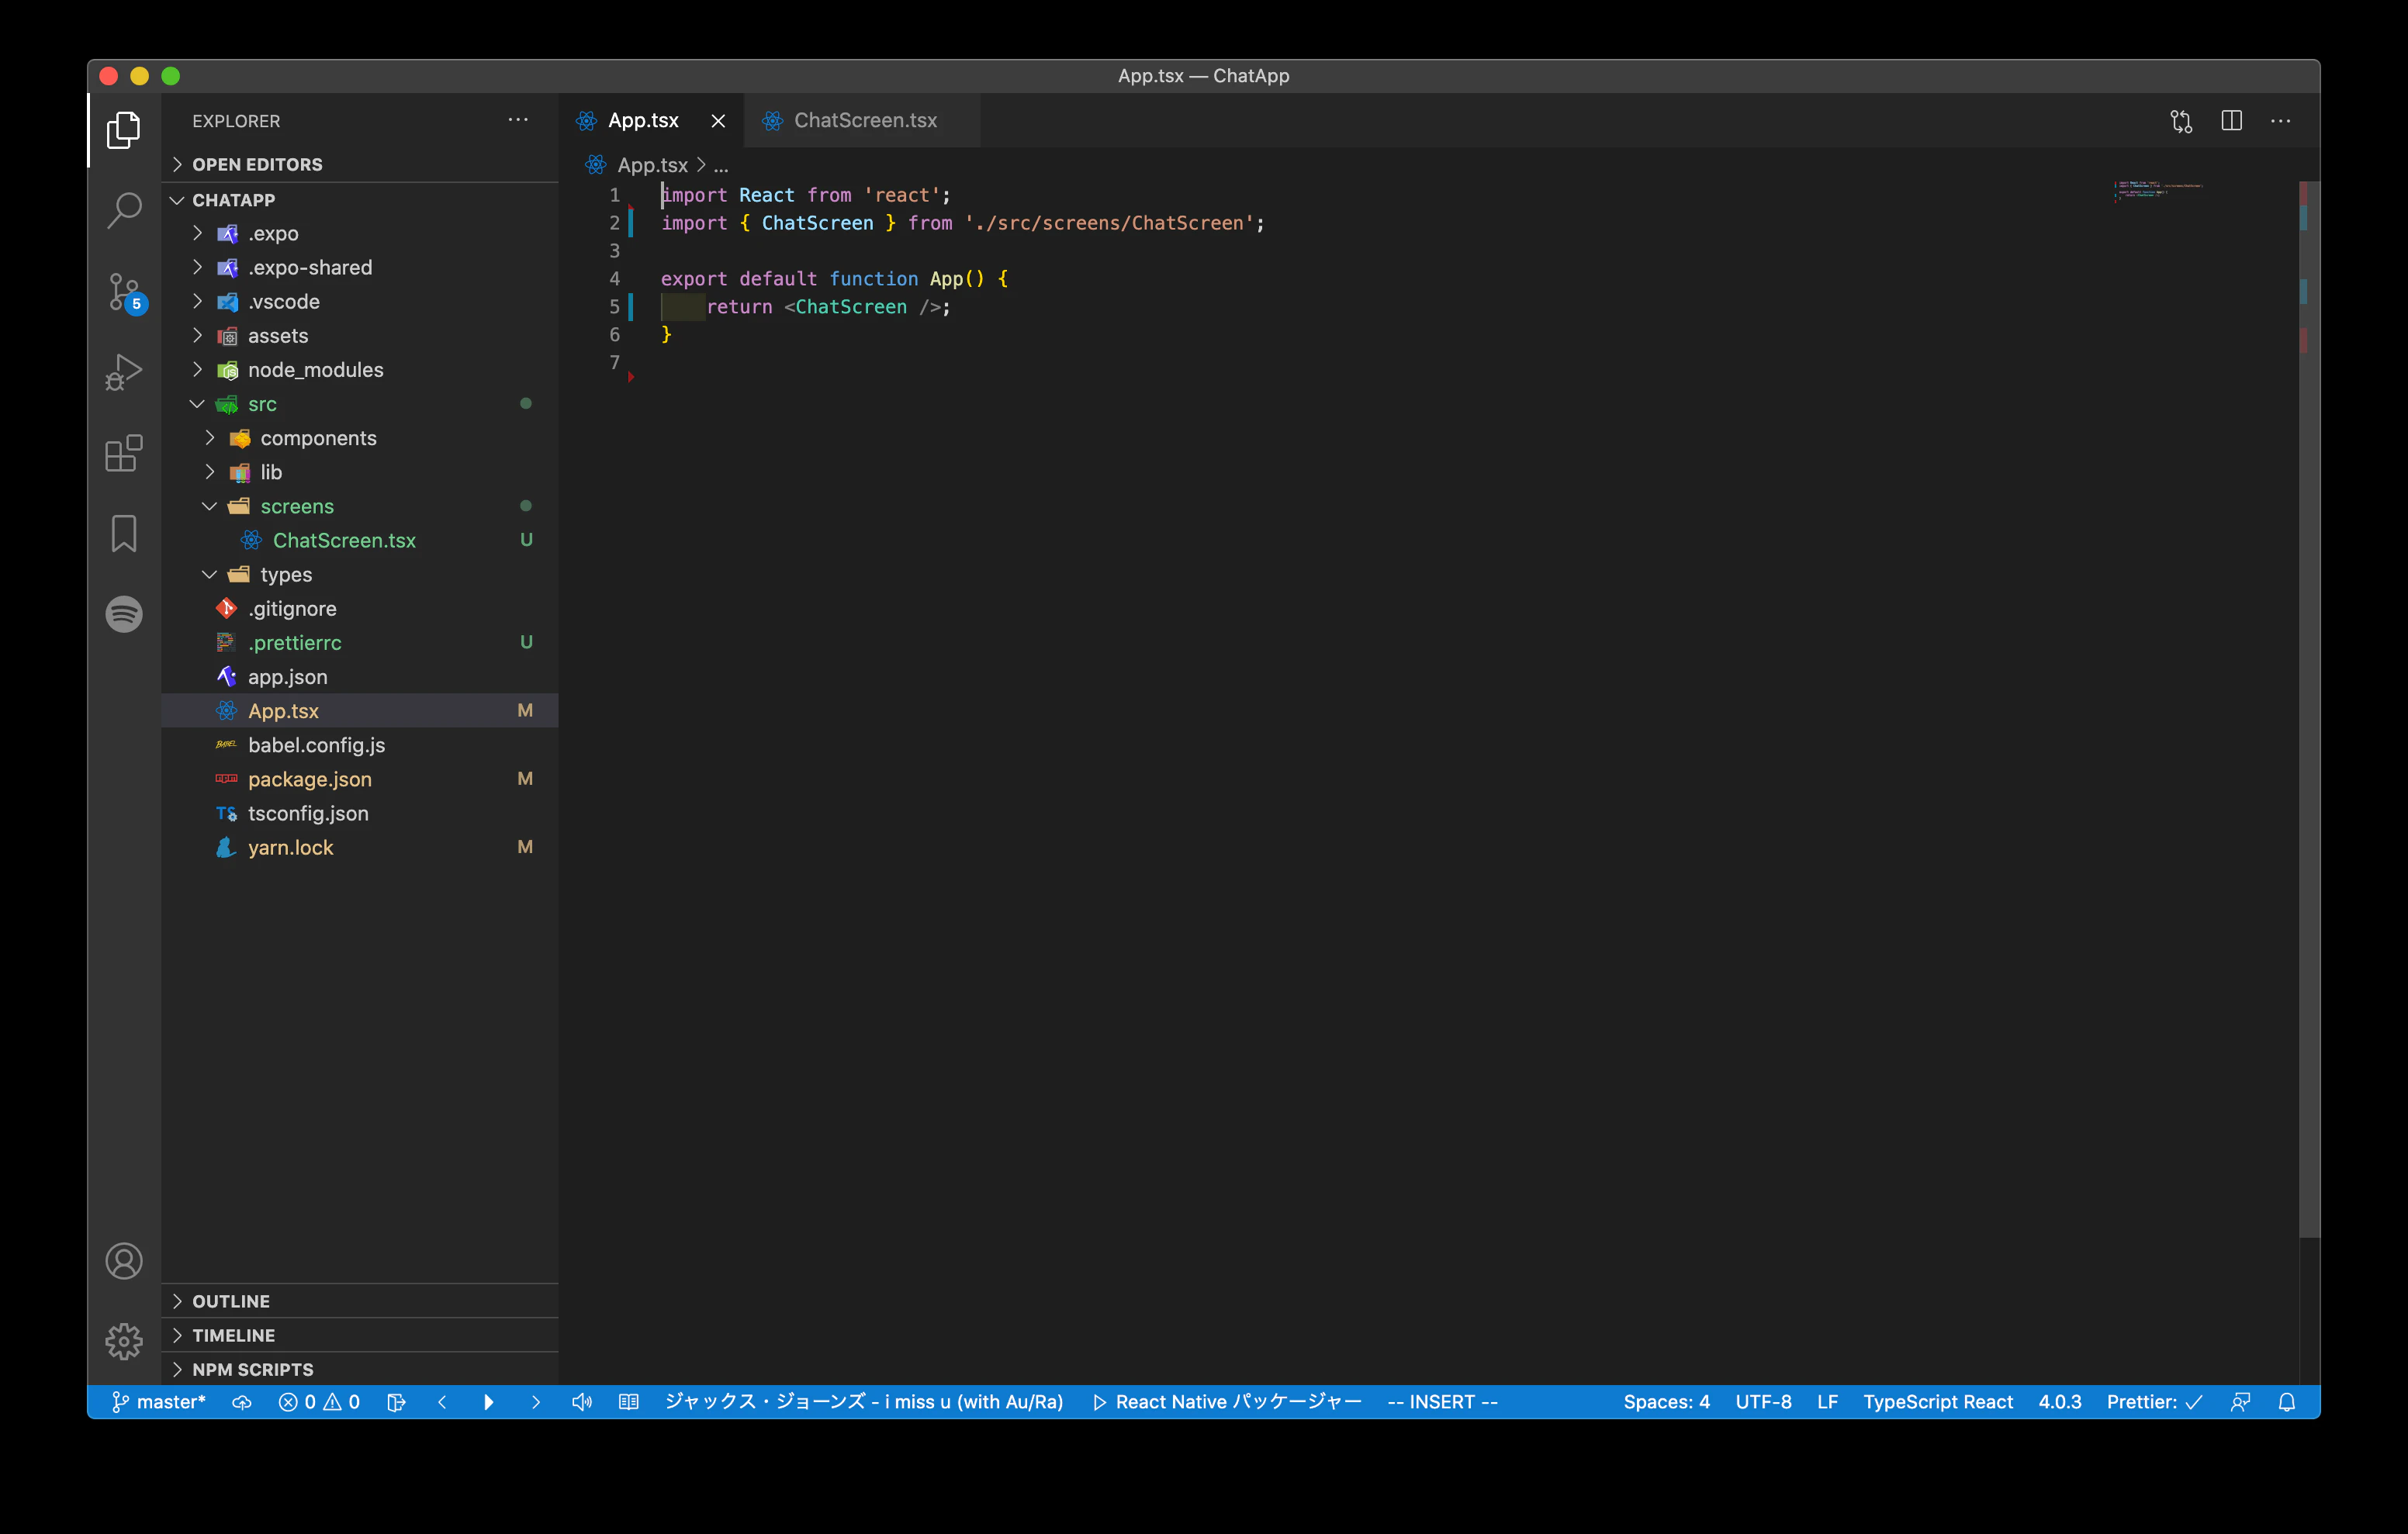 App.tsx — ChatApp
EXPLORER
OPEN EDITORS
CHATAPP
.expo
.expo-shared
.vscode
assets
node_modules
src
components
lib
screens
ChatScreen.tsx U
types
.gitignore
.prettierrc U
app.json
App.tsx M
babel.config.js
package.json M
tsconfig.json
yarn.lock M
OUTLINE
TIMELINE
NPM SCRIPTS
5
App.tsx ChatScreen.tsx
App.tsx > ...
1 import React from 'react';
2 import { ChatScreen } from './src/screens/ChatScreen';
3
4 export default function App() {
5 return <ChatScreen />;
6 }
7
master* 0 0 ジャックス・ジョーンズ - i miss u (with Au/Ra) React Native パッケージャー -- INSERT -- Spaces: 4 UTF-8 LF TypeScript React 4.0.3 Prettier: ✓